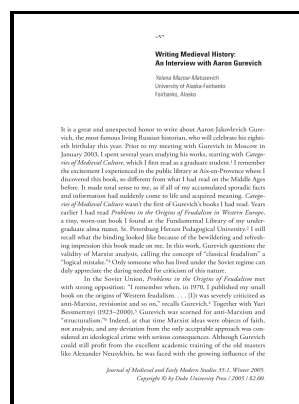 Writing Medieval History:
An Interview with Aaron Gurevich
Yelena Mazour-Matusevich
University of Alaska-Fairbanks
Fairbanks, Alaska
It is a great and unexpected honor to write about Aaron Jakovlevich Gure-
vich, the most famous living Russian historian, who will celebrate his eighti-
eth birthday this year. Prior to my meeting with Gurevich in Moscow in
January 2003, I spent several years studying his works, starting with Catego-
ries of Medieval Culture, which I first read as a graduate student.1 I remember
the excitement I experienced in the public library at Aix-en-Provence when I
discovered this book, so different from what I had read on the Middle Ages
before. It made total sense to me, as if all of my accumulated sporadic facts
and information had suddenly come to life and acquired meaning. Catego-
ries of Medieval Culture wasn't the first of Gurevich's books I had read. Years
earlier I had read Problems in the Origins of Feudalism in Western Europe,
a tiny, worn-out book I found at the Fundamental Library of my under-
graduate alma mater, St. Petersburg Herzen Pedagogical University.2 I still
recall what the binding looked like because of the bewildering and refresh-
ing impression this book made on me. In this work, Gurevich questions the
validity of Marxist analysis, calling the concept of "classical feudalism" a
"logical mistake."3 Only someone who has lived under the Soviet regime can
duly appreciate the daring needed for criticism of this nature.
In the Soviet Union, Problems in the Origins of Feudalism met
with strong opposition: "I remember when, in 1970, I published my small
book on the origins of Western feudalism. . . . [I]t was severely criticized as
anti-Marxist, revisionist and so on," recalls Gurevich.4 Together with Yuri
Bessmertnyi (1923–2000),5 Gurevich was scorned for anti-Marxism and
"structuralism."6 Indeed, at that time Marxist ideas were objects of faith,
not analysis, and any deviation from the only acceptable approach was con-
sidered an ideological crime with serious consequences. Although Gurevich
could still profit from the excellent academic training of the old masters
like Alexander Neusykhin, he was faced with the growing influence of the
Journal of Medieval and Early Modern Studies 35:1, Winter 2005.
Copyright © by Duke University Press / 2005 / $2.00.